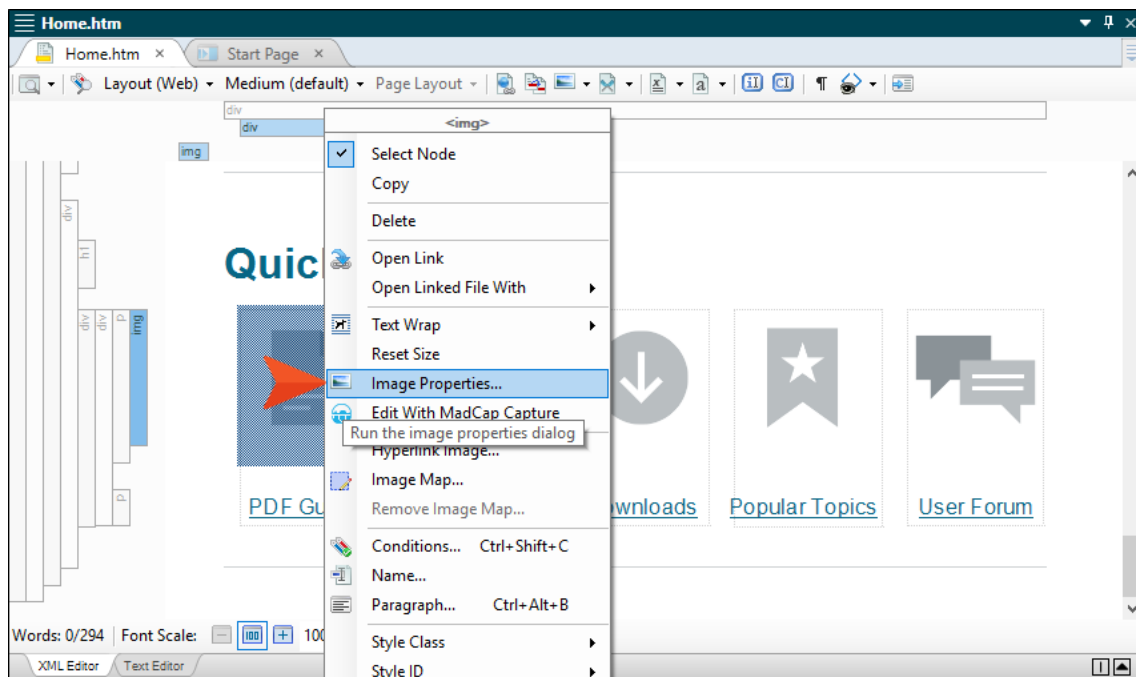 Home.htm
Home.htm × Start Page ×
Layout (Web) Medium (default) Page Layout
div
div
img
<img>
Select Node
Copy
Delete
Open Link
Open Linked File With
Text Wrap
Reset Size
Image Properties...
Edit With MadCap Capture
Run the image properties dialog
Hyperlink Image...
Image Map...
Remove Image Map...
Conditions... Ctrl+Shift+C
Name...
Paragraph... Ctrl+Alt+B
Style Class
Style ID
div
h1
div
div
p
img
p
Quic
PDF Gu
wnloads
Popular Topics
User Forum
Words: 0/294 Font Scale: 100
XML Editor Text Editor